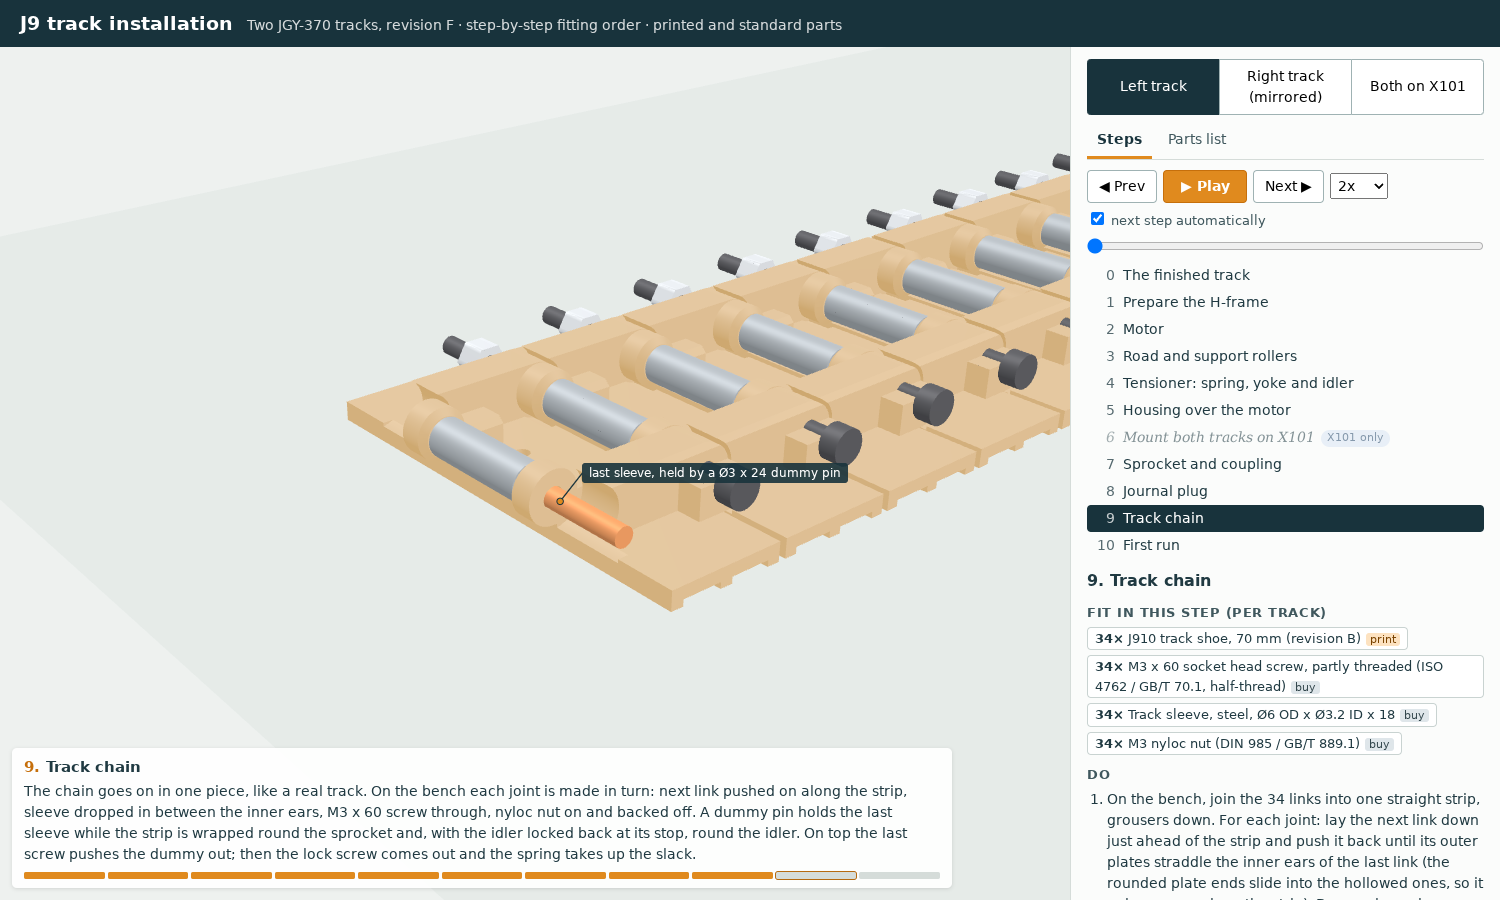 J9 track installation
Two JGY-370 tracks, revision F · step-by-step fitting order · printed and standard parts
last sleeve, held by a Ø3 x 24 dummy pin
9. Track chain
The chain goes on in one piece, like a real track. On the bench each joint is made in turn: next link pushed on along the strip,
sleeve dropped in between the inner ears, M3 x 60 screw through, nyloc nut on and backed off. A dummy pin holds the last
sleeve while the strip is wrapped round the sprocket and, with the idler locked back at its stop, round the idler. On top the last
screw pushes the dummy out; then the lock screw comes out and the spring takes up the slack.
Left track
Right track
(mirrored)
Both on X101
Steps
Parts list
◀ Prev
▶ Play
Next ▶
2x
next step automatically
0 The finished track
1 Prepare the H-frame
2 Motor
3 Road and support rollers
4 Tensioner: spring, yoke and idler
5 Housing over the motor
6 Mount both tracks on X101 X101 only
7 Sprocket and coupling
8 Journal plug
9 Track chain
10 First run
9. Track chain
FIT IN THIS STEP (PER TRACK)
34× J910 track shoe, 70 mm (revision B) print
34× M3 x 60 socket head screw, partly threaded (ISO
4762 / GB/T 70.1, half-thread) buy
34× Track sleeve, steel, Ø6 OD x Ø3.2 ID x 18 buy
34× M3 nyloc nut (DIN 985 / GB/T 889.1) buy
DO
1. On the bench, join the 34 links into one straight strip,
grousers down. For each joint: lay the next link down
just ahead of the strip and push it back until its outer
plates straddle the inner ears of the last link (the
rounded plate ends slide into the hollowed ones, so it